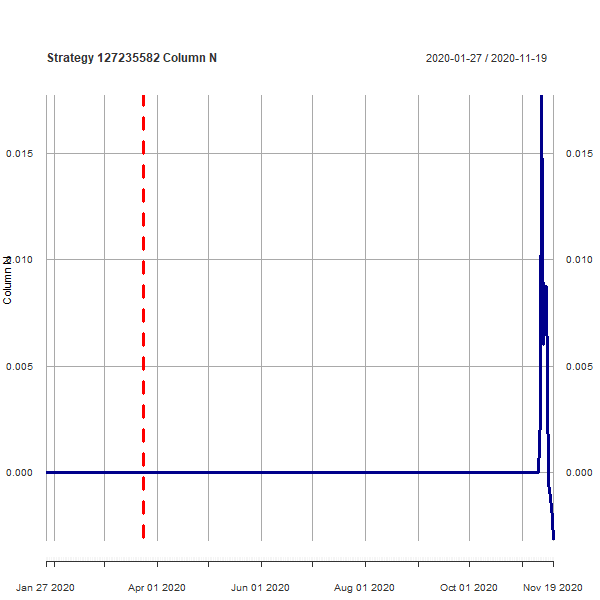 Strategy 127235582 Column N
2020-01-27 / 2020-11-19
0.015
0.015
0.010
0.010
Column N
0.005
0.005
0.000
0.000
Jan 27 2020
Apr 01 2020
Jun 01 2020
Aug 01 2020
Oct 01 2020
Nov 19 2020